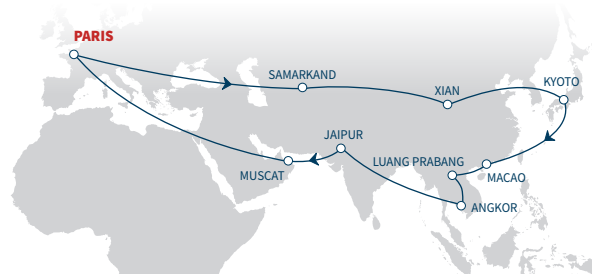 PARIS
SAMARKAND
XIAN
KYOTO
JAIPUR
LUANG PRABANG
MUSCAT
MACAO
ANGKOR